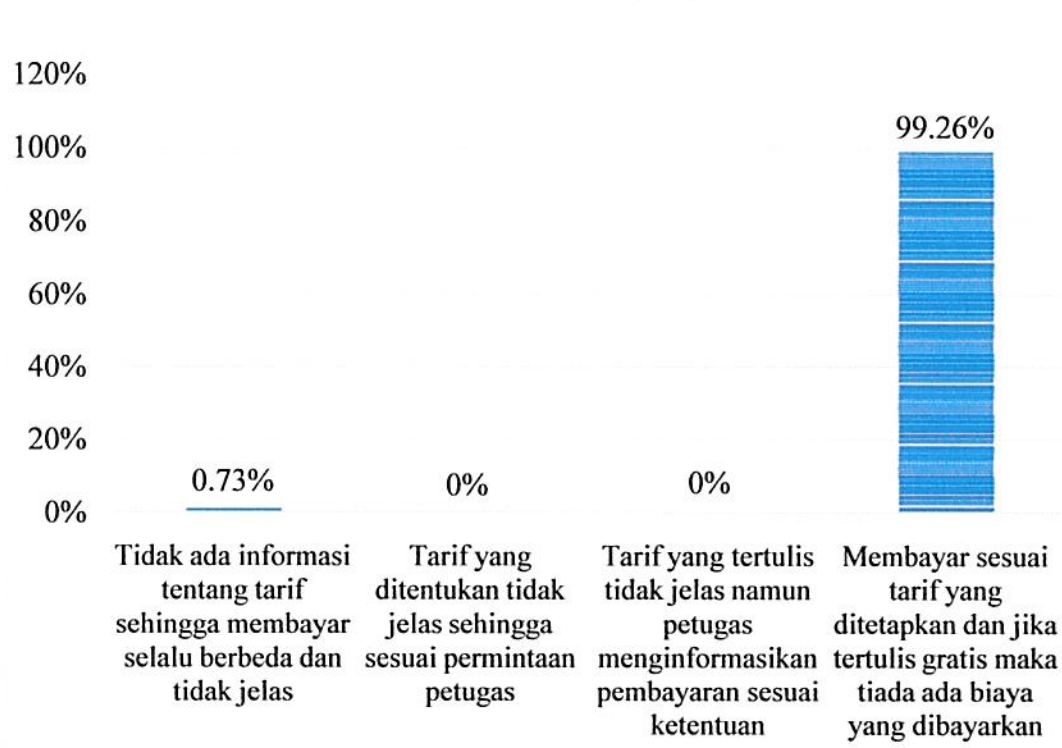 120%
100%
80%
60%
40%
20%
0%
0.73%
0%
0%
99.26%
Tidak ada informasi
tentang tarif
sehingga membayar
selalu berbeda dan
tidak jelas
Tarif yang
ditentukan tidak
jelas sehingga
sesuai permintaan
petugas
Tarif yang tertulis
tidak jelas namun
petugas
menginformasikan
pembayaran sesuai
ketentuan
Membayar sesuai
tarif yang
ditetapkan dan jika
tertulis gratis maka
tiada ada biaya
yang dibayarkan